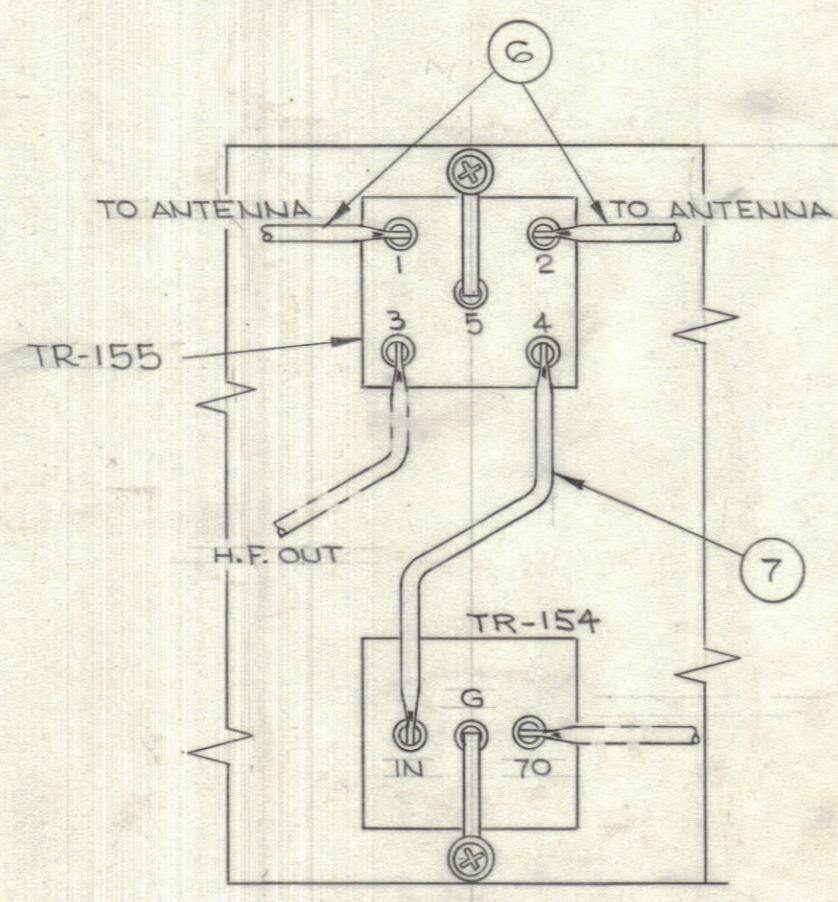 6
TO ANTENNA
TO ANTENNA
1
2
3
5
4
TR-155
H.F. OUT
7
TR-154
G
IN
70